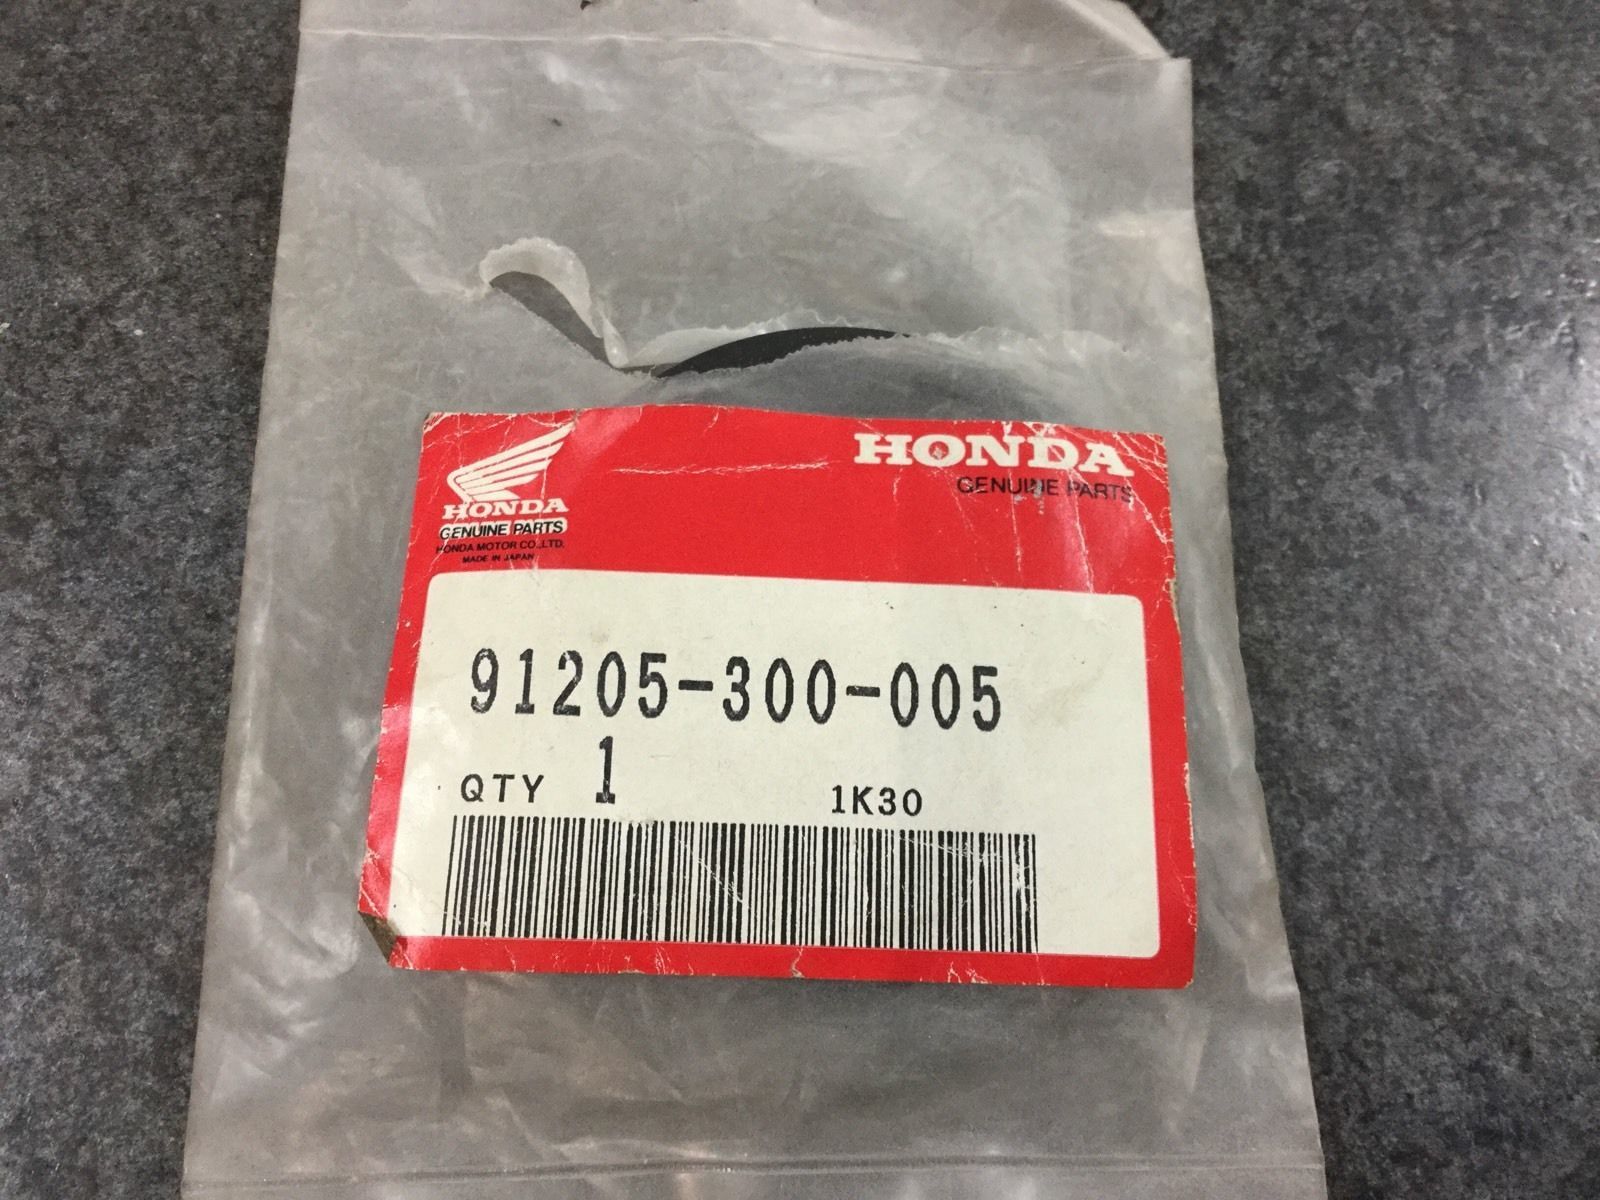 HONDA
GENUINE PARTS
HONDA
GENUINE PARTS
HONDA MOTOR CO.,LTD.
MADE IN JAPAN
91205-300-005
QTY 1 1K30